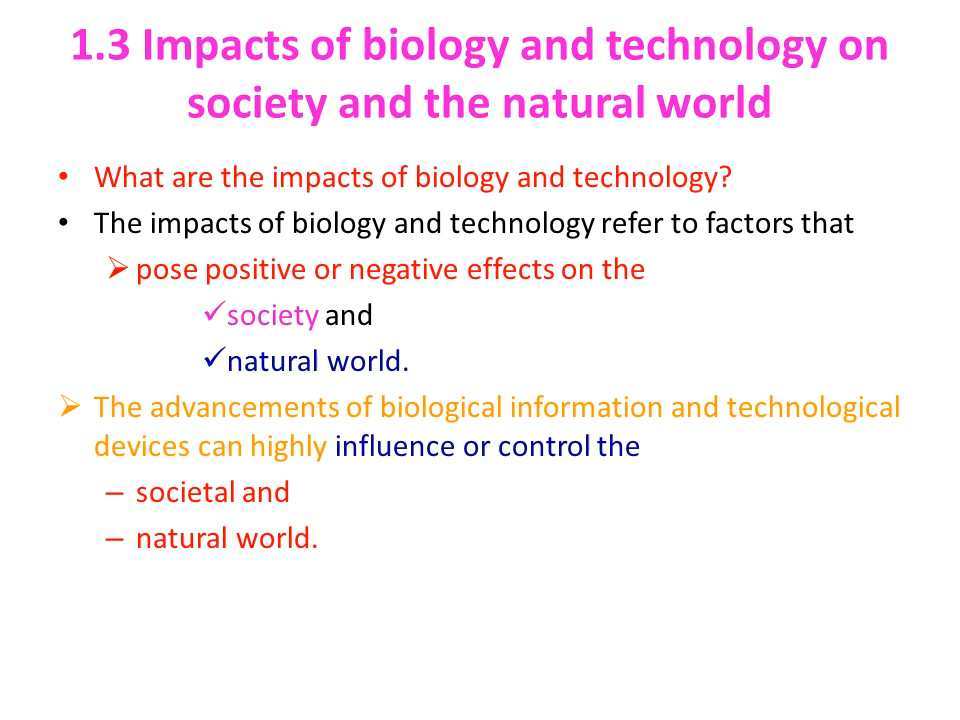 1.3 Impacts of biology and technology on
society and the natural world
• What are the impacts of biology and technology?
• The impacts of biology and technology refer to factors that
➢ pose positive or negative effects on the
✓ society and
✓ natural world.
➢ The advancements of biological information and technological
devices can highly influence or control the
– societal and
– natural world.